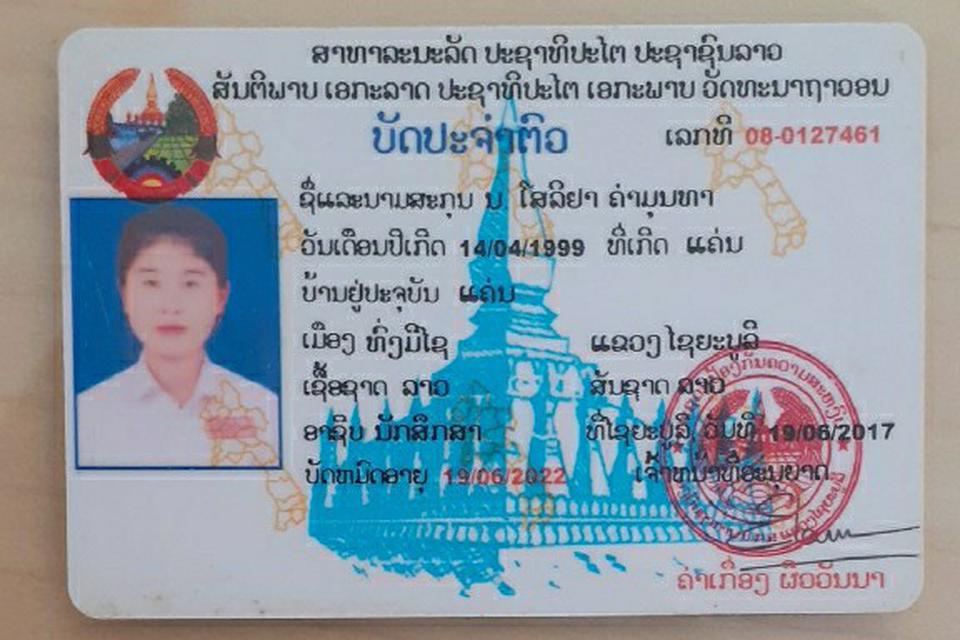 ສາທາລະນະລັດ ປະຊາທິປະໄຕ ປະຊາຊົນລາວ
ສັນຕິພາບ ເອກະລາດ ປະຊາທິປະໄຕ ເອກະພາບ ວັດທະນາຖາວອນ
ບັດປະຈຳຕົວ ເລກທີ 08-0127461
ຊື່ແລະນາມສະກຸນ ນ. ໂສລິຢາ ຄຳມຸນທາ
ວັນເດືອນປີເກີດ 14/04/1999 ທີ່ເກີດ ແຄ່ນ
ບ້ານຢູ່ປະຈຸບັນ ແຄ່ນ
ເມືອງ ທົ່ງມີໄຊ ແຂວງ ໄຊຍະບູລີ
ເຊື້ອຊາດ ລາວ ສັນຊາດ ລາວ
ອາຊີບ ນັກສຶກສາ ທີ່ໄຊຍະບູລີ, ວັນທີ 19/06/2017
ບັດຫມົດອາຍຸ 19/06/2022 ເຈົ້າຫນ້າທີ່ອະນຸຍາດ
ຄຳເກື່ອງ ຜິວວັນນາ